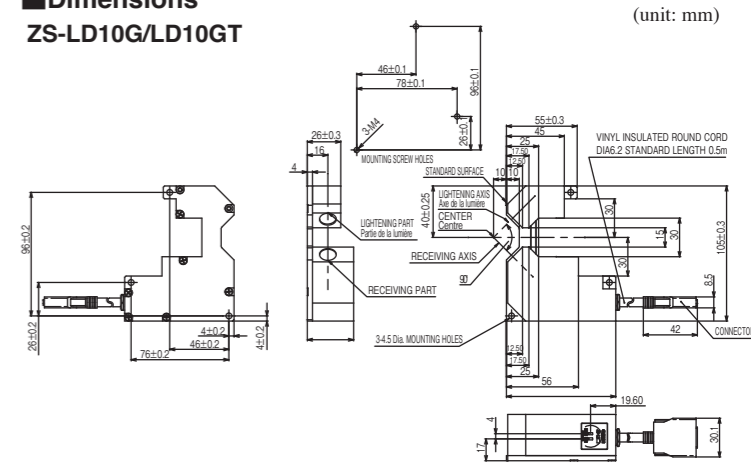 ■Dimensions
ZS-LD10G/LD10GT
(unit: mm)
46±0.1
78±0.1
96±0.1
26±0.1
3-M4
MOUNTING SCREW HOLES
26±0.3
16
4
LIGHTENING PART
Partie de la lumière
RECEIVING PART
96±0.2
26±0.2
4±0.2
46±0.2
76±0.2
4±0.2
55±0.3
45
25
17.50
12.50
10
10
STANDARD SURFACE
LIGHTENING AXIS
Axe de la lumière
CENTER
Centre
40±0.25
RECEIVING AXIS
90°
3-4.5 Dia. MOUNTING HOLES
VINYL INSULATED ROUND CORD
DIA6.2 STANDARD LENGTH 0.5m
30
15
30
30
105±0.3
8.5
42
CONNECTOR
12.50
17.50
25
56
19.60
4
17
30.1